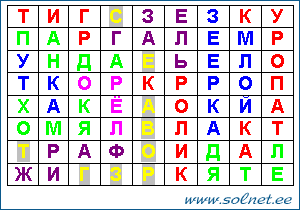 Т И Г С З Е З К У
П А Р Г А Л Е М Р
У Н Д А Е Ь Е Л О
Т К О Р К Р Р О П
Х А К Ё А О К Й А
О М Я Л В Л А К Т
Т Р А Ф О И Д А Л
Ж И Г З Р К Я Т Е
www.solnet.ee